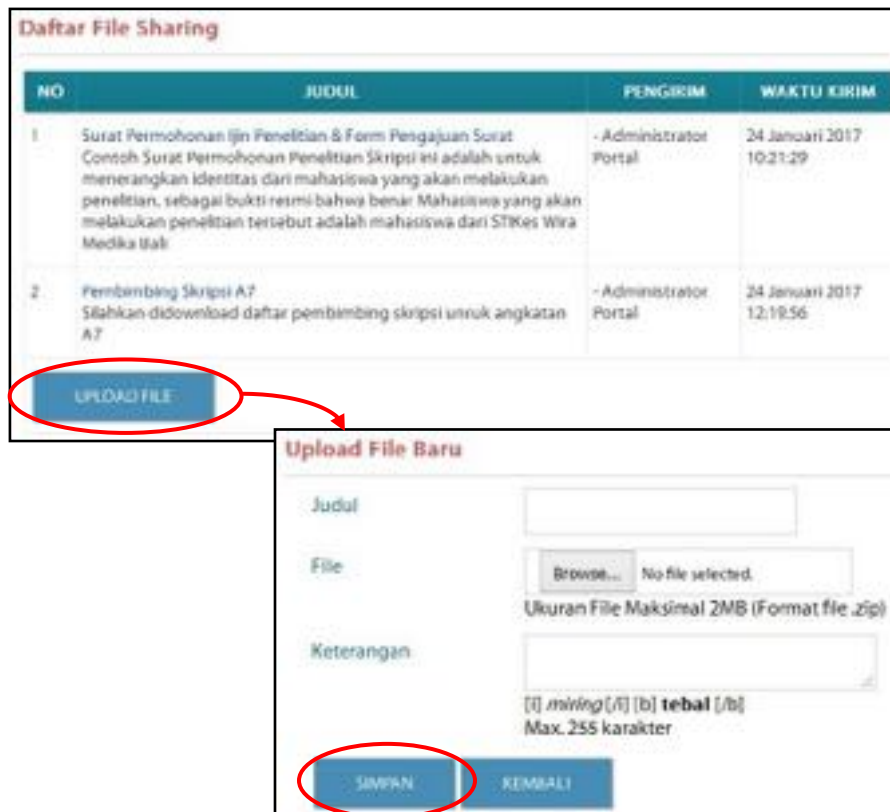 Daftar File Sharing
NO JUDUL PENGIRIM WAKTU KIRIM
1 Surat Permohonan Ijin Penelitian & Form Pengajuan Surat - Administrator 24 Januari 2017
Contoh Surat Permohonan Penelitian Skripsi ini adalah untuk Portal 10:21:29
menerangkan identitas dari mahasiswa yang akan melakukan
penelitian, sebagai bukti resmi bahwa benar Mahasiswa yang akan
melakukan penelitian tersebut adalah mahasiswa dari STIKes Wira
Medika Bali
2 Pembimbing Skripsi A7 - Administrator 24 Januari 2017
Silahkan didownload daftar pembimbing skripsi unruk angkatan Portal 12:19:56
A7
UPLOAD FILE
Upload File Baru
Judul
File Browse... No file selected.
Ukuran File Maksimal 2MB (Format file .zip)
Keterangan
[i] miring [/i] [b] tebal [/b]
Max. 255 karakter
SIMPAN KEMBALI